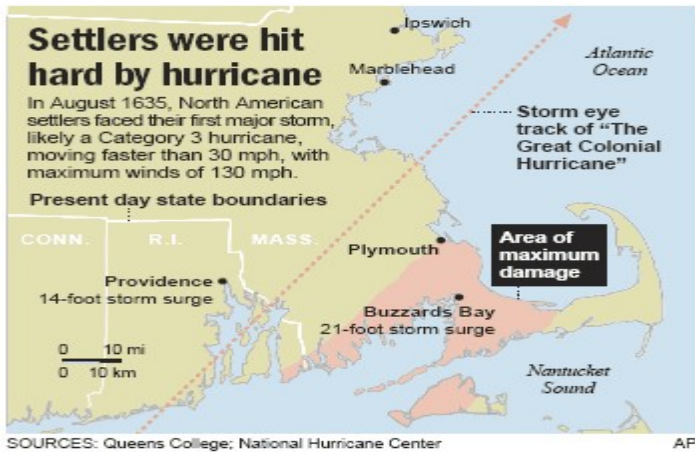 Settlers were hit
hard by hurricane
In August 1635, North American
settlers faced their first major storm,
likely a Category 3 hurricane,
moving faster than 30 mph, with
maximum winds of 130 mph.
Present day state boundaries
Ipswich
Marblehead
Atlantic
Ocean
Storm eye
track of “The
Great Colonial
Hurricane”
CONN.
R.I.
MASS.
Plymouth
Area of
maximum
damage
Providence
14-foot storm surge
Buzzards Bay
21-foot storm surge
0 10 mi
0 10 km
Nantucket
Sound
SOURCES: Queens College; National Hurricane Center
AP